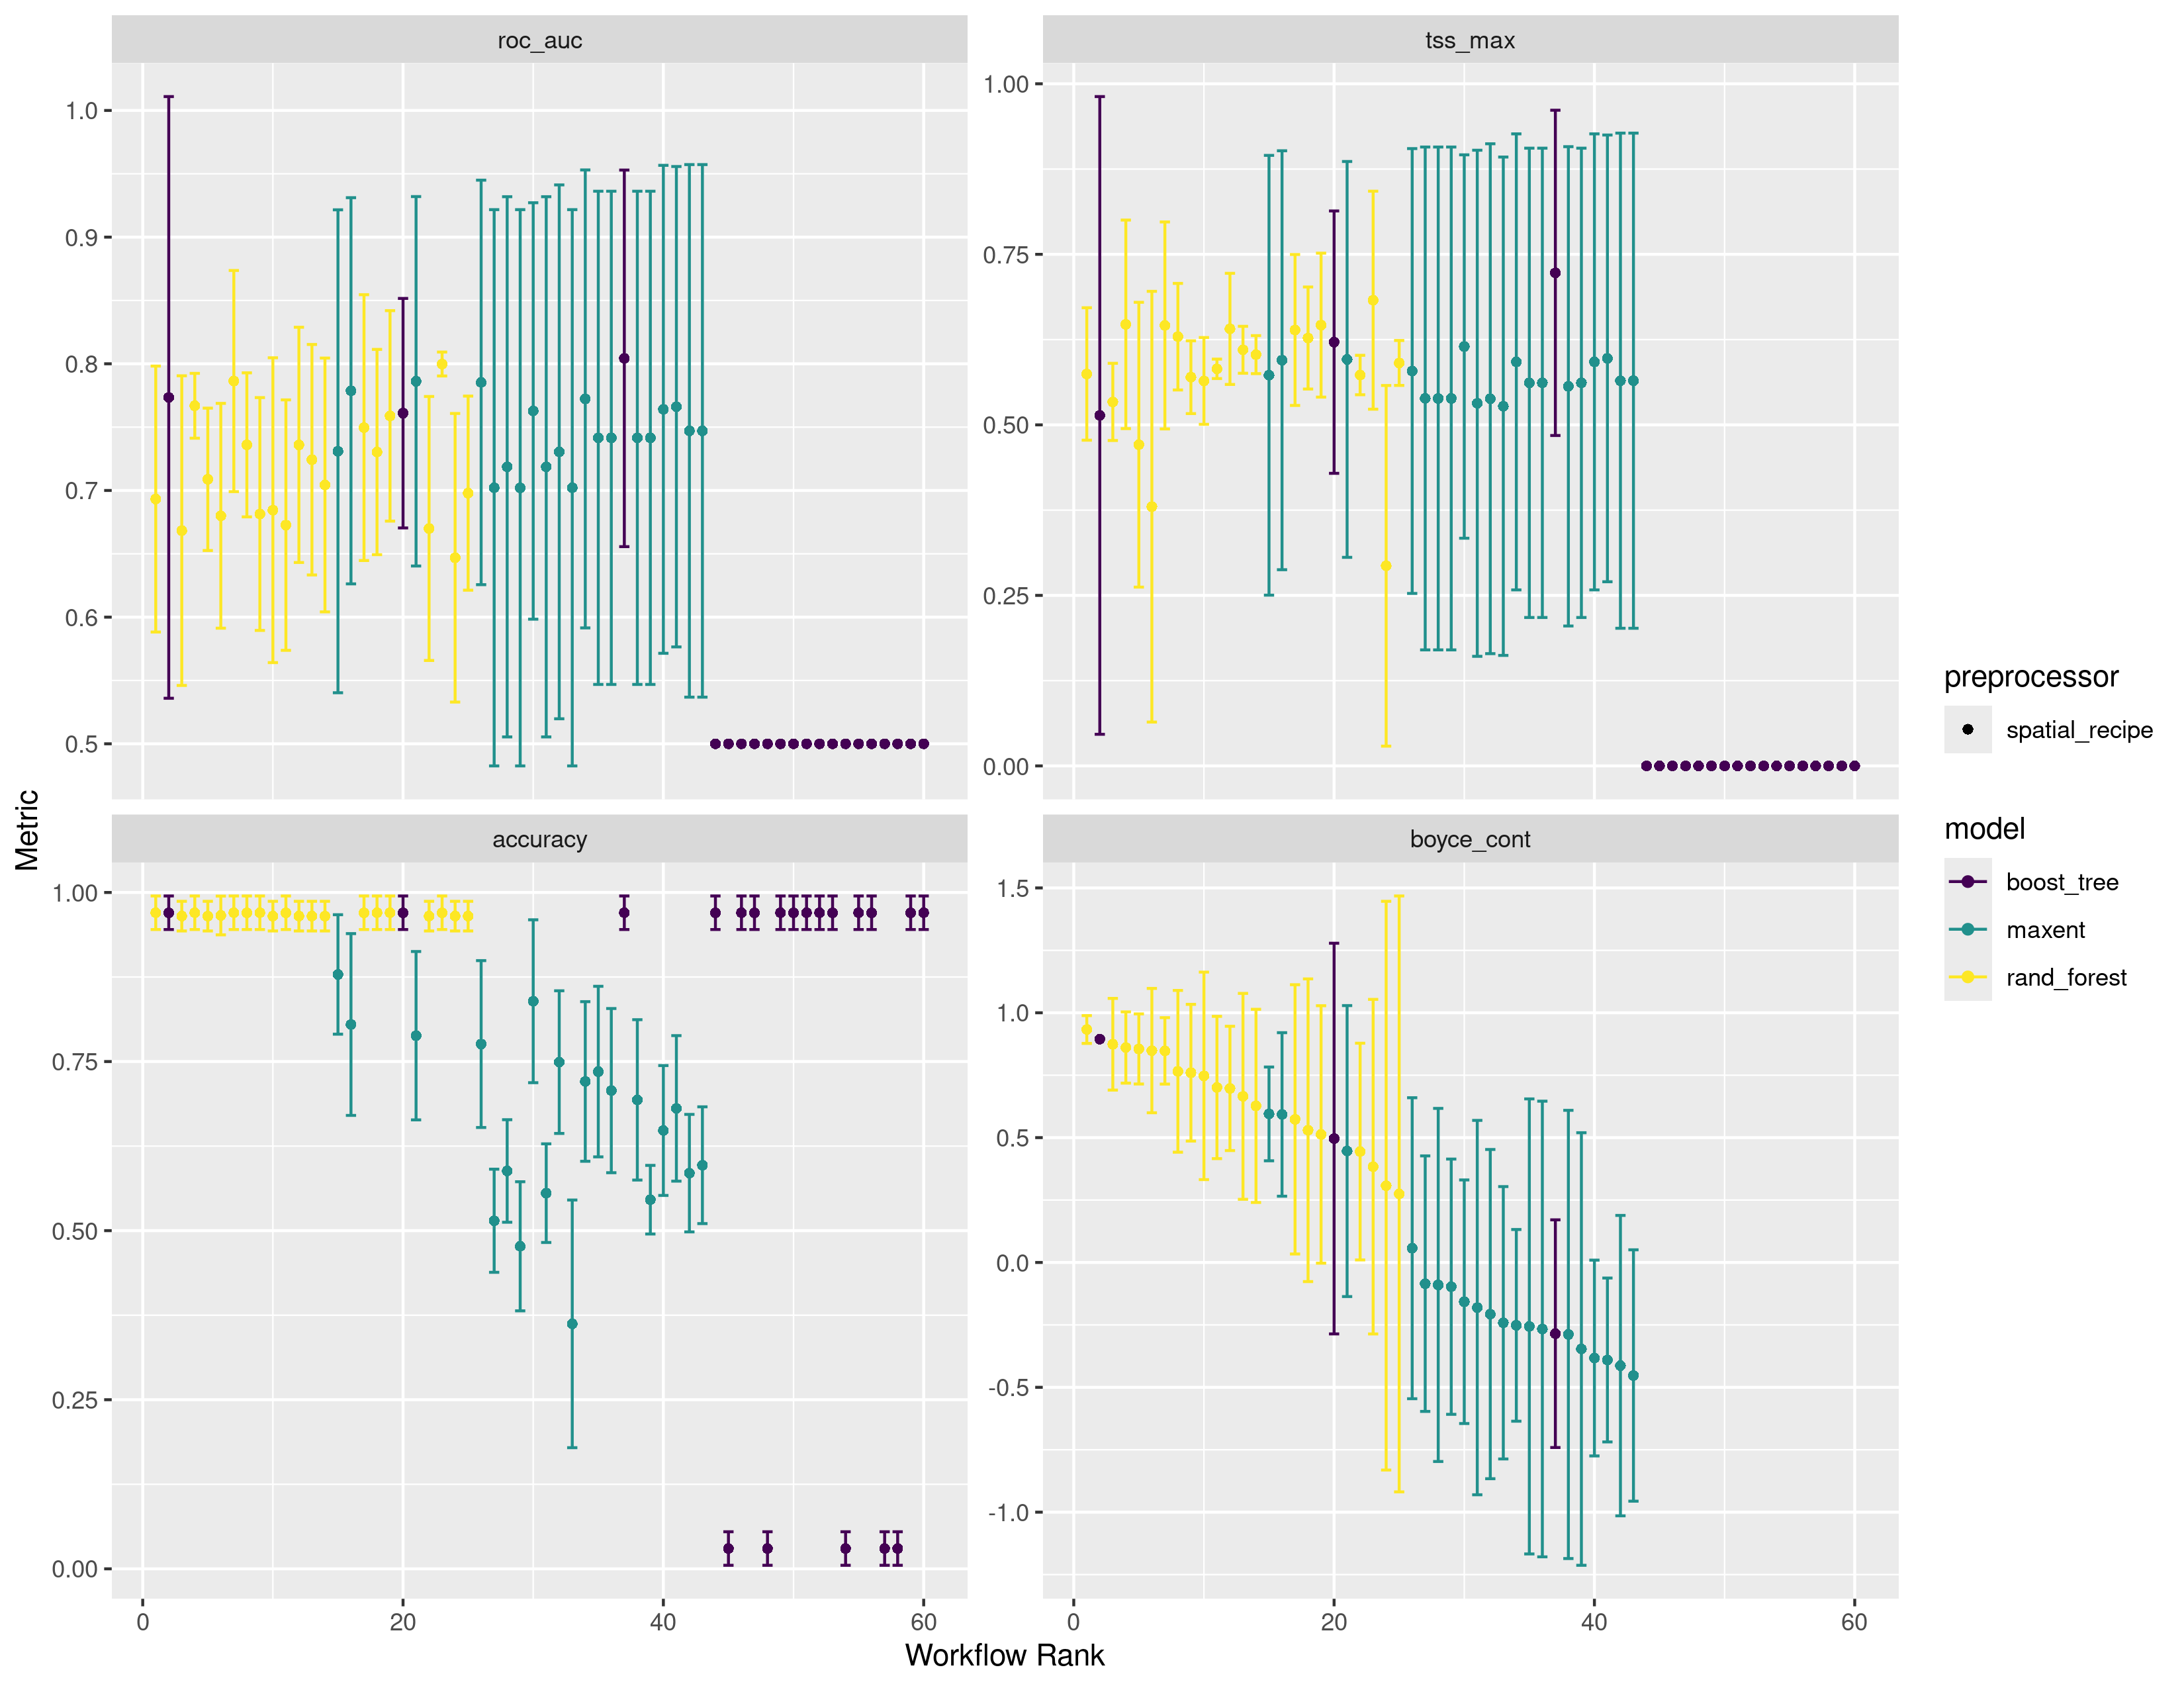 roc_auc
tss_max
1.0
0.9
0.8
0.7
0.6
0.5
1.00
0.75
0.50
0.25
0.00
accuracy
boyce_cont
1.00
0.75
0.50
0.25
0.00
1.5
1.0
0.5
0.0
-0.5
-1.0
0 20 40 60
0 20 40 60
Metric
Workflow Rank
preprocessor
spatial_recipe
model
boost_tree
maxent
rand_forest